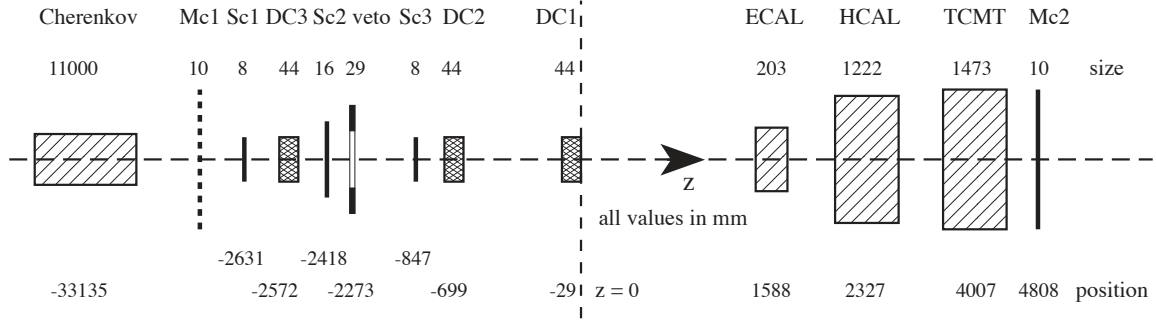 Cherenkov Mc1 Sc1 DC3 Sc2 veto Sc3 DC2 DC1 ECAL HCAL TCMT Mc2
11000 10 8 44 16 29 8 44 44 203 1222 1473 10 size
z
all values in mm
-2631 -2418 -847
-33135 -2572 -2273 -699 -29 z = 0 1588 2327 4007 4808 position